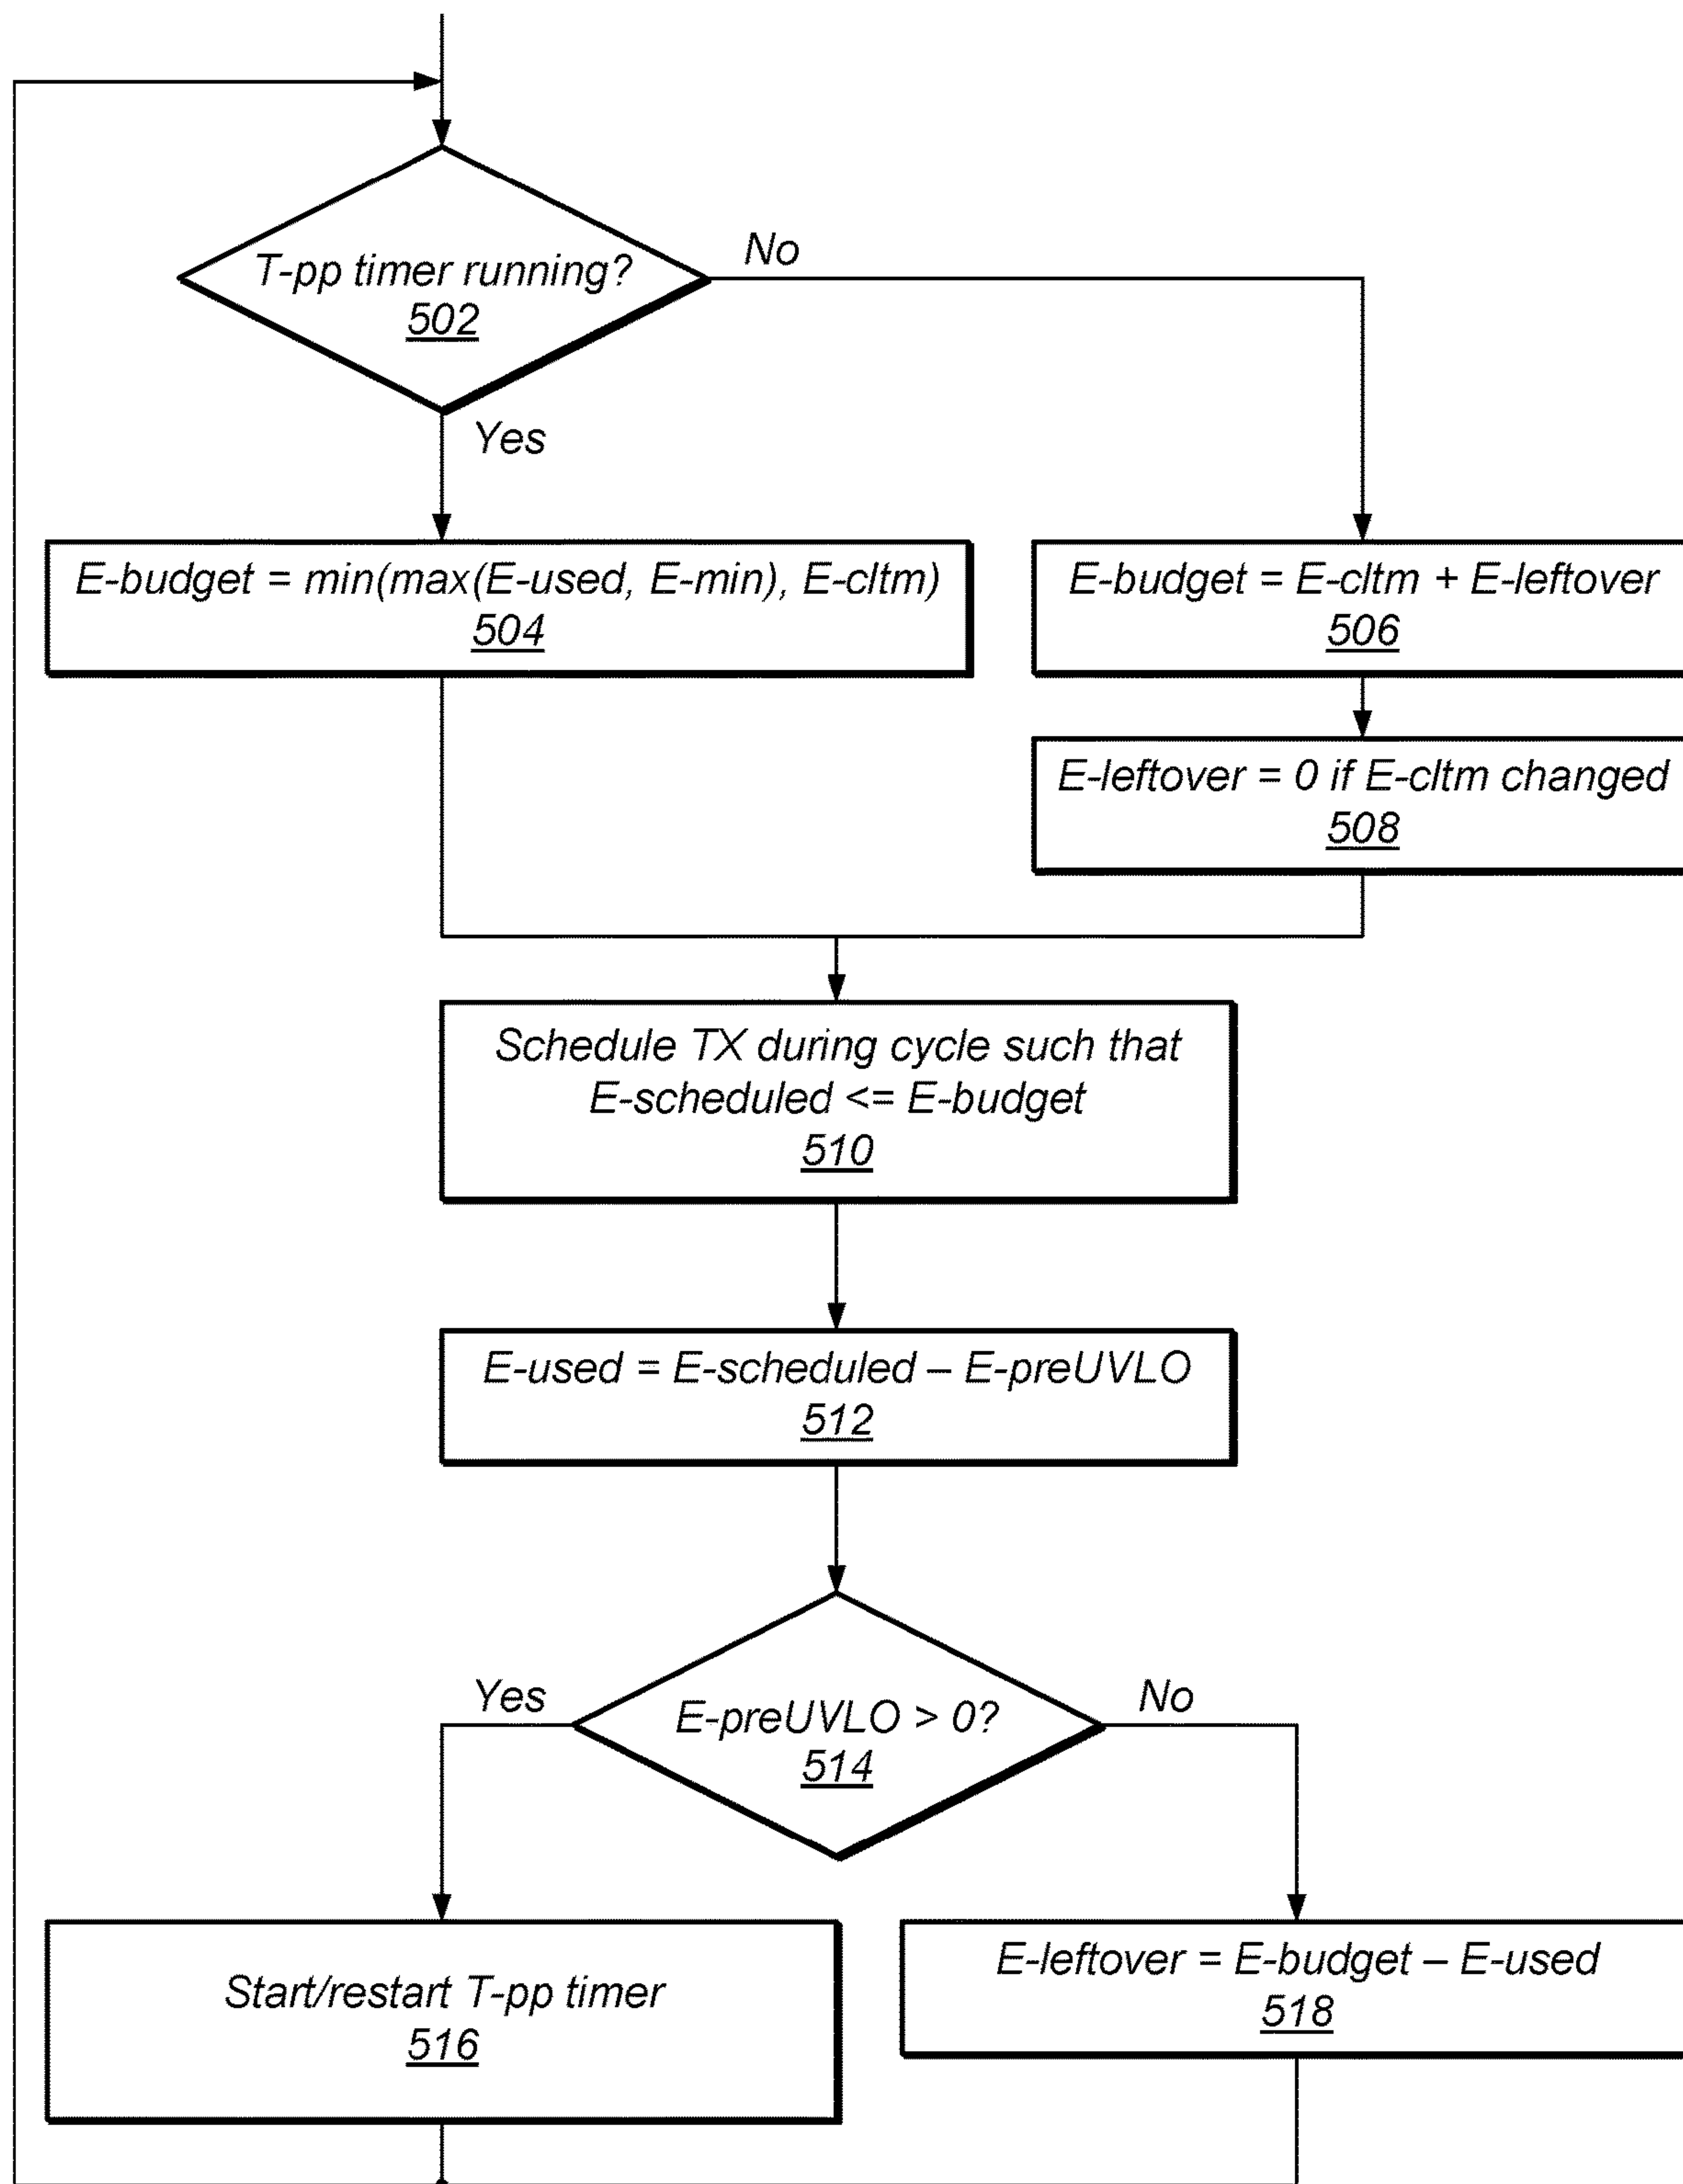 T-pp timer running?
502
No
Yes
E-budget = min(max(E-used, E-min), E-cltm)
504
E-budget = E-cltm + E-leftover
506
E-leftover = 0 if E-cltm changed
508
Schedule TX during cycle such that
E-scheduled <= E-budget
510
E-used = E-scheduled – E-preUVLO
512
E-preUVLO > 0?
514
Yes
No
Start/restart T-pp timer
516
E-leftover = E-budget – E-used
518